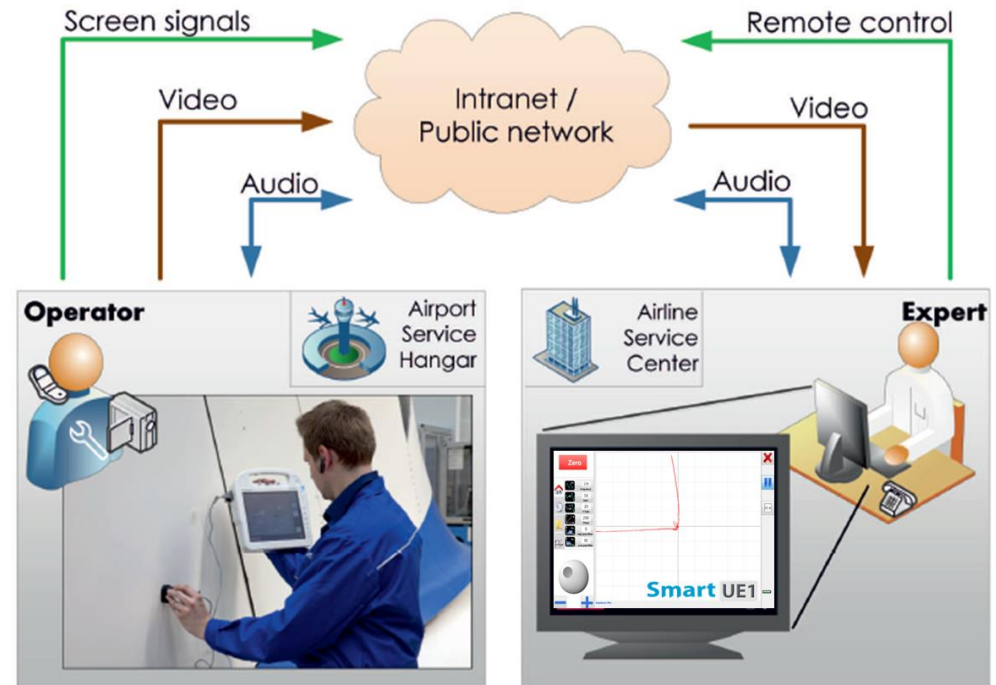 Screen signals
Remote control
Video
Intranet /
Public network
Video
Audio
Audio
Operator
Airport
Service
Hangar
Airline
Service
Center
Expert
Zero
Smart UE1